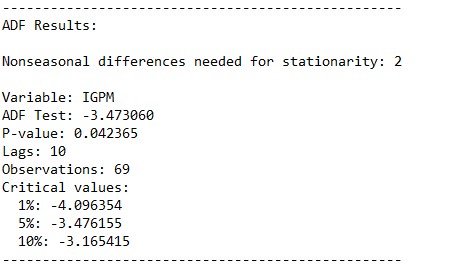 --------------------------------------------------
ADF Results:
Nonseasonal differences needed for stationarity: 2
Variable: IGPM
ADF Test: -3.473060
P-value: 0.042365
Lags: 10
Observations: 69
Critical values:
1%: -4.096354
5%: -3.476155
10%: -3.165415
--------------------------------------------------